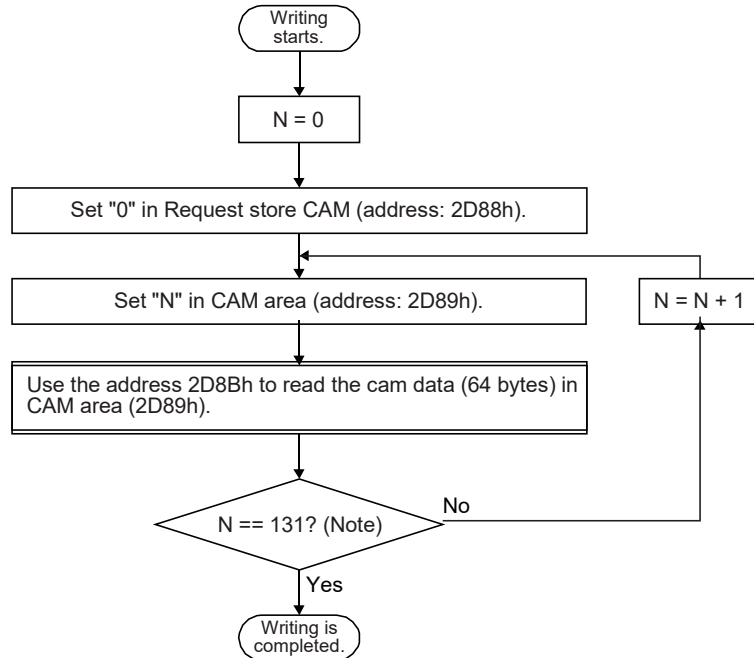 Writing
starts.
N = 0
Set "0" in Request store CAM (address: 2D88h).
Set "N" in CAM area (address: 2D89h).
N = N + 1
Use the address 2D8Bh to read the cam data (64 bytes) in
CAM area (2D89h).
N == 131? (Note)
No
Yes
Writing is
completed.